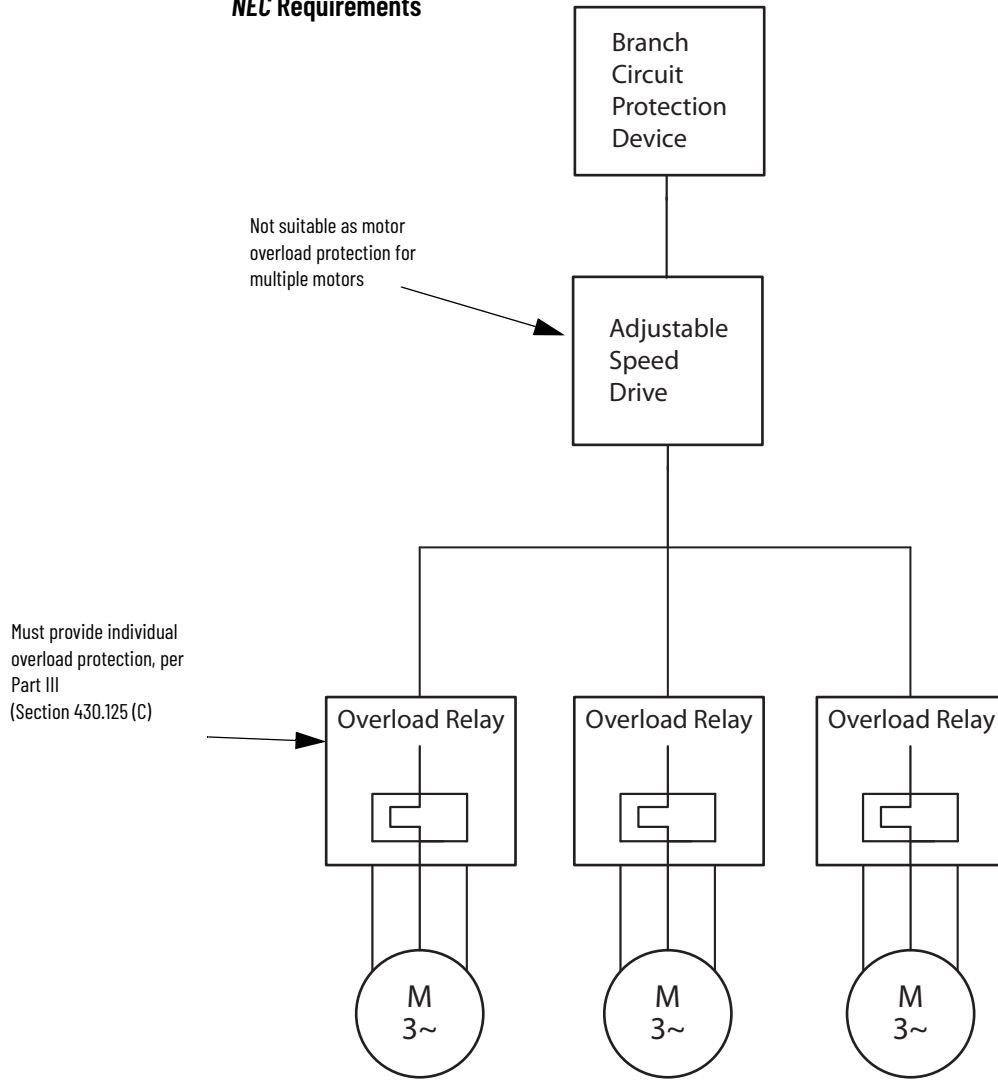 NEC Requirements
Branch
Circuit
Protection
Device
Not suitable as motor
overload protection for
multiple motors
Adjustable
Speed
Drive
Must provide individual
overload protection, per
Part III
(Section 430.125 (C)
Overload Relay
Overload Relay
Overload Relay
M
3~
M
3~
M
3~